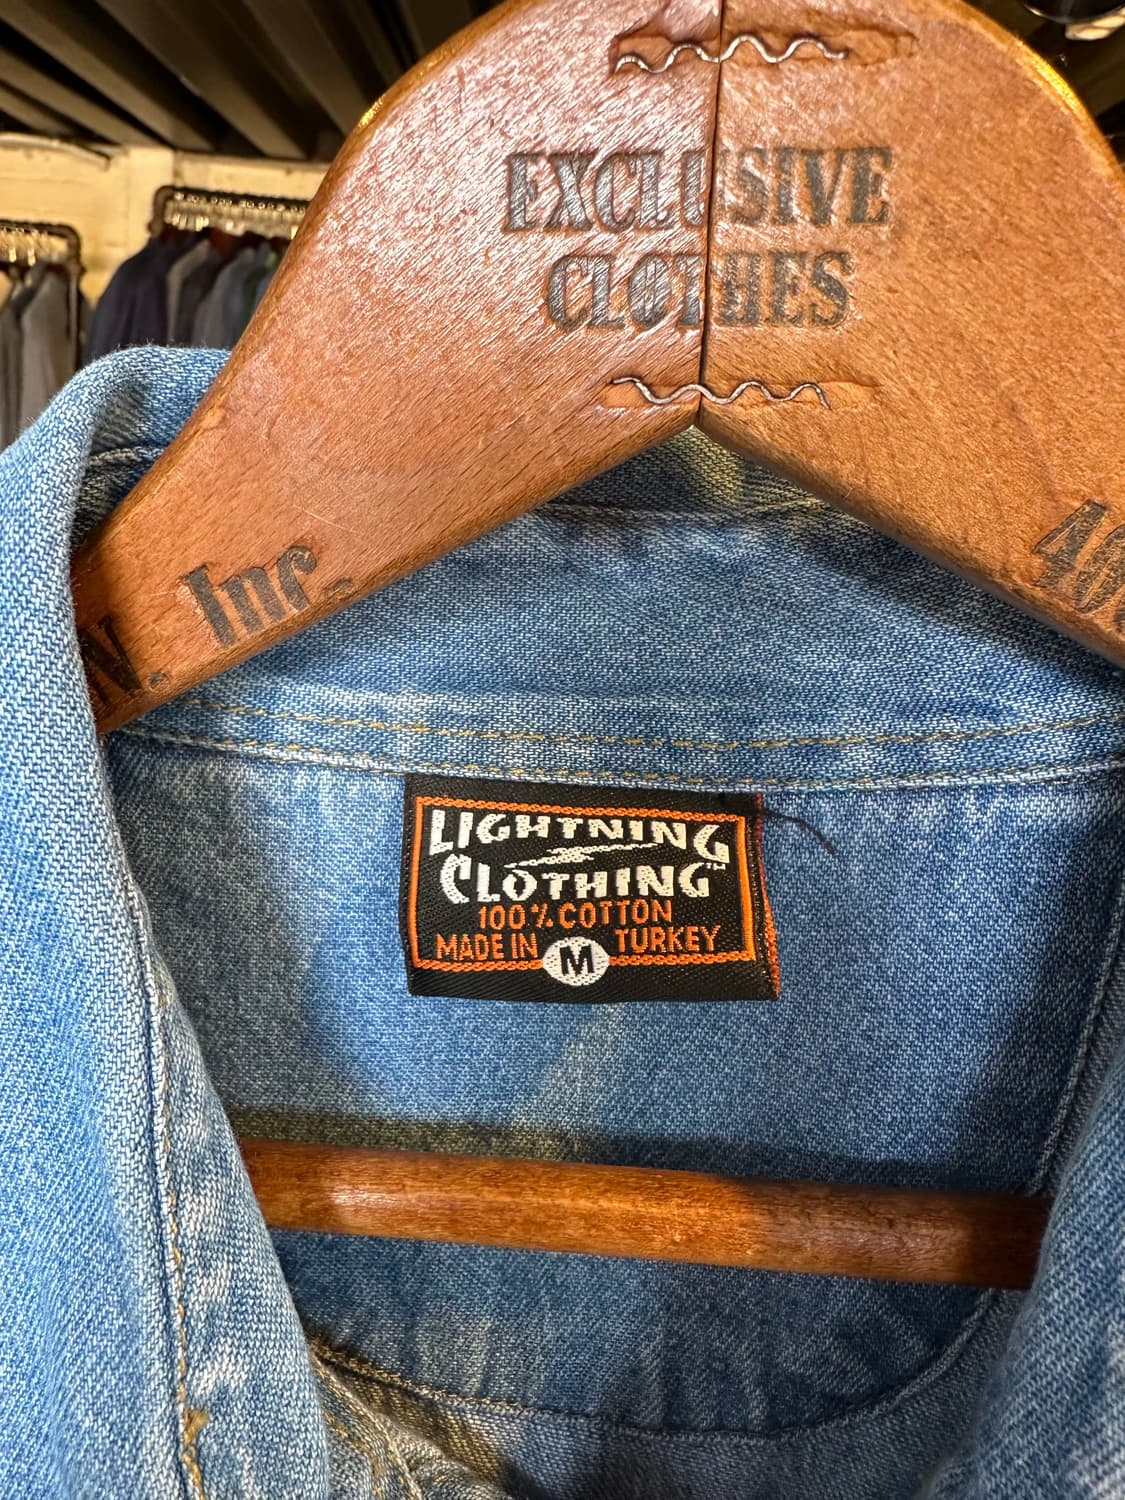 EXCLUSIVE
CLOTHES
N. Inc.
LIGHTNING
CLOTHING
100% COTTON
MADE IN TURKEY
M